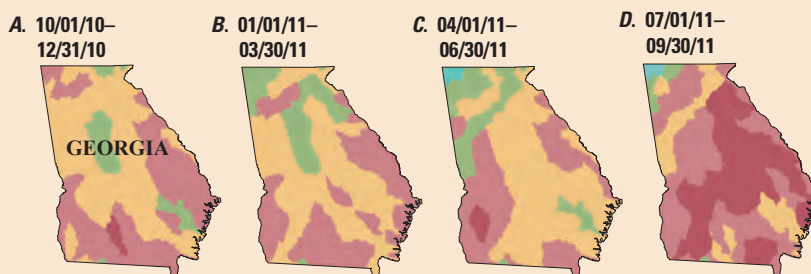 A. 10/01/10–
12/31/10
B. 01/01/11–
03/30/11
C. 04/01/11–
06/30/11
D. 07/01/11–
09/30/11
GEORGIA